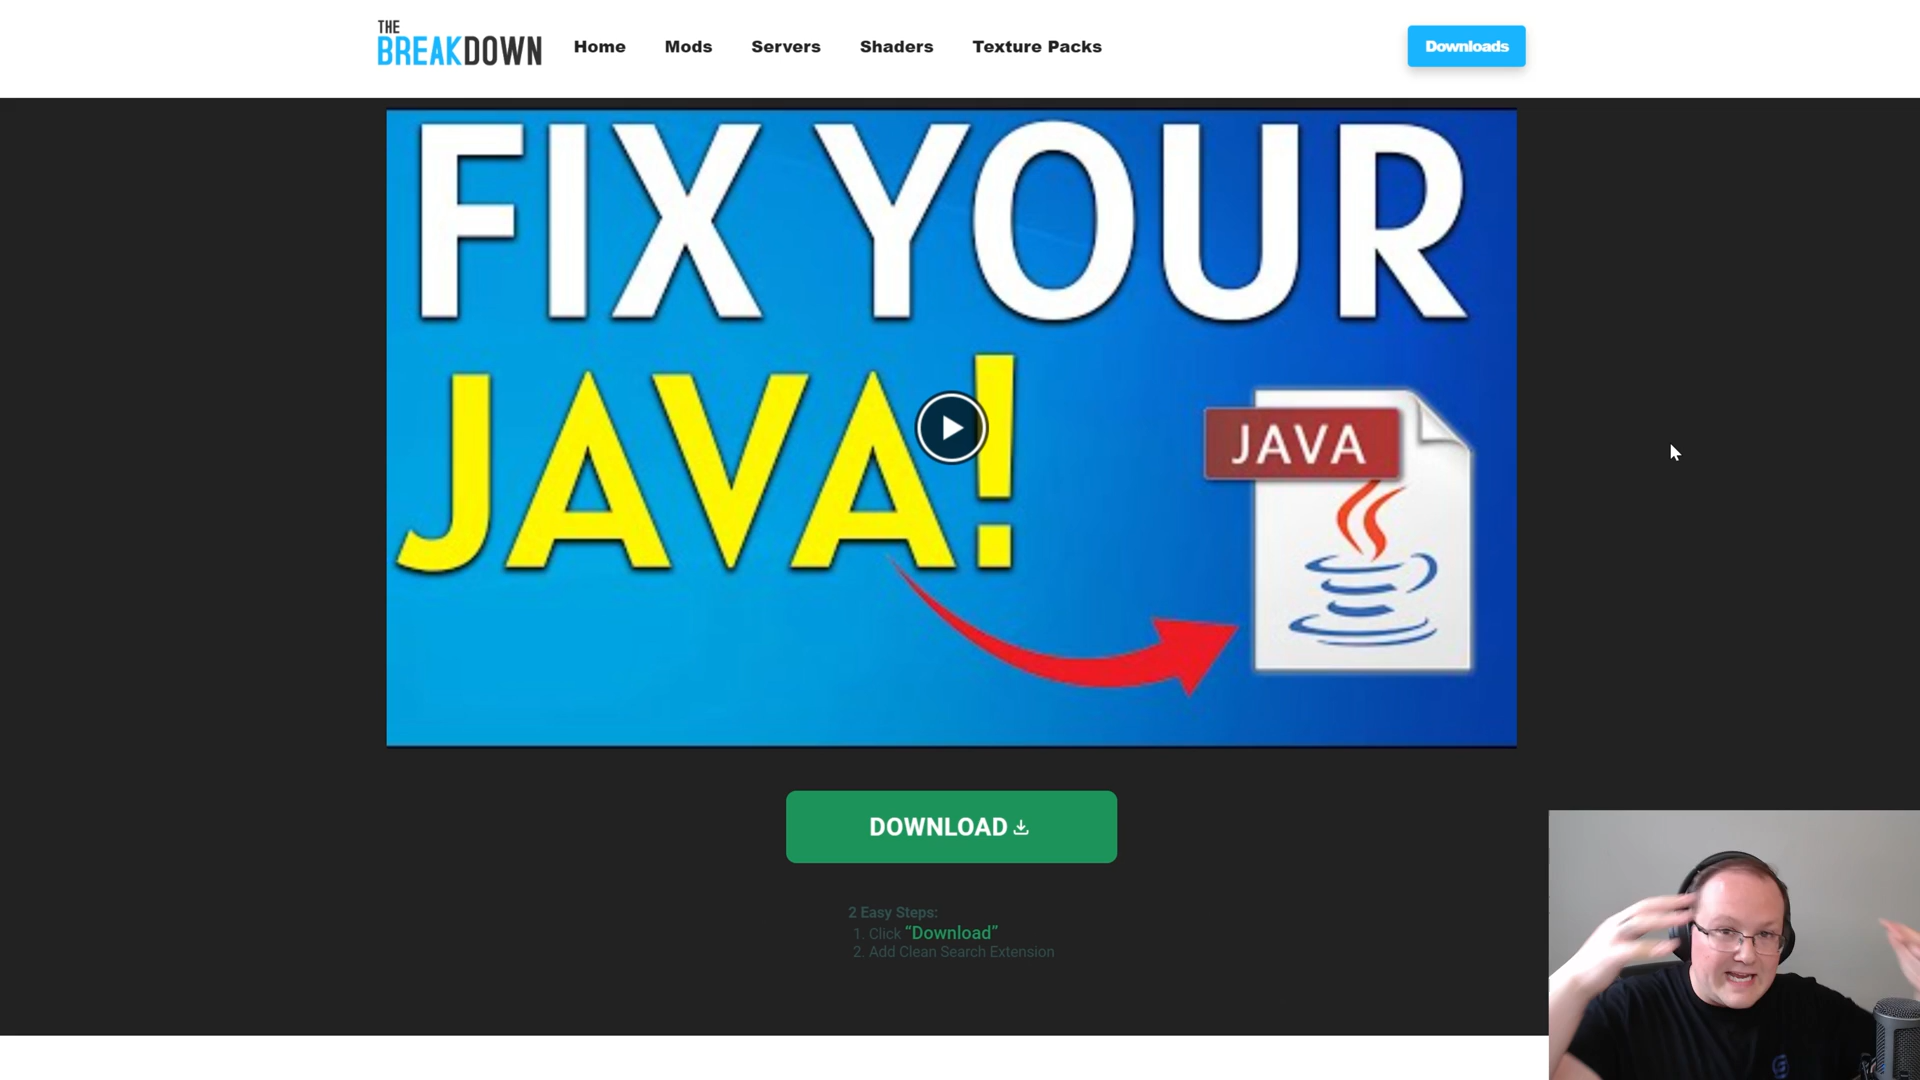 THE
BREAKDOWN
Home Mods Servers Shaders Texture Packs
Downloads
FIX YOUR
JAVA!
JAVA
DOWNLOAD
2 Easy Steps:
1. Click “Download”
2. Add Clean Search Extension